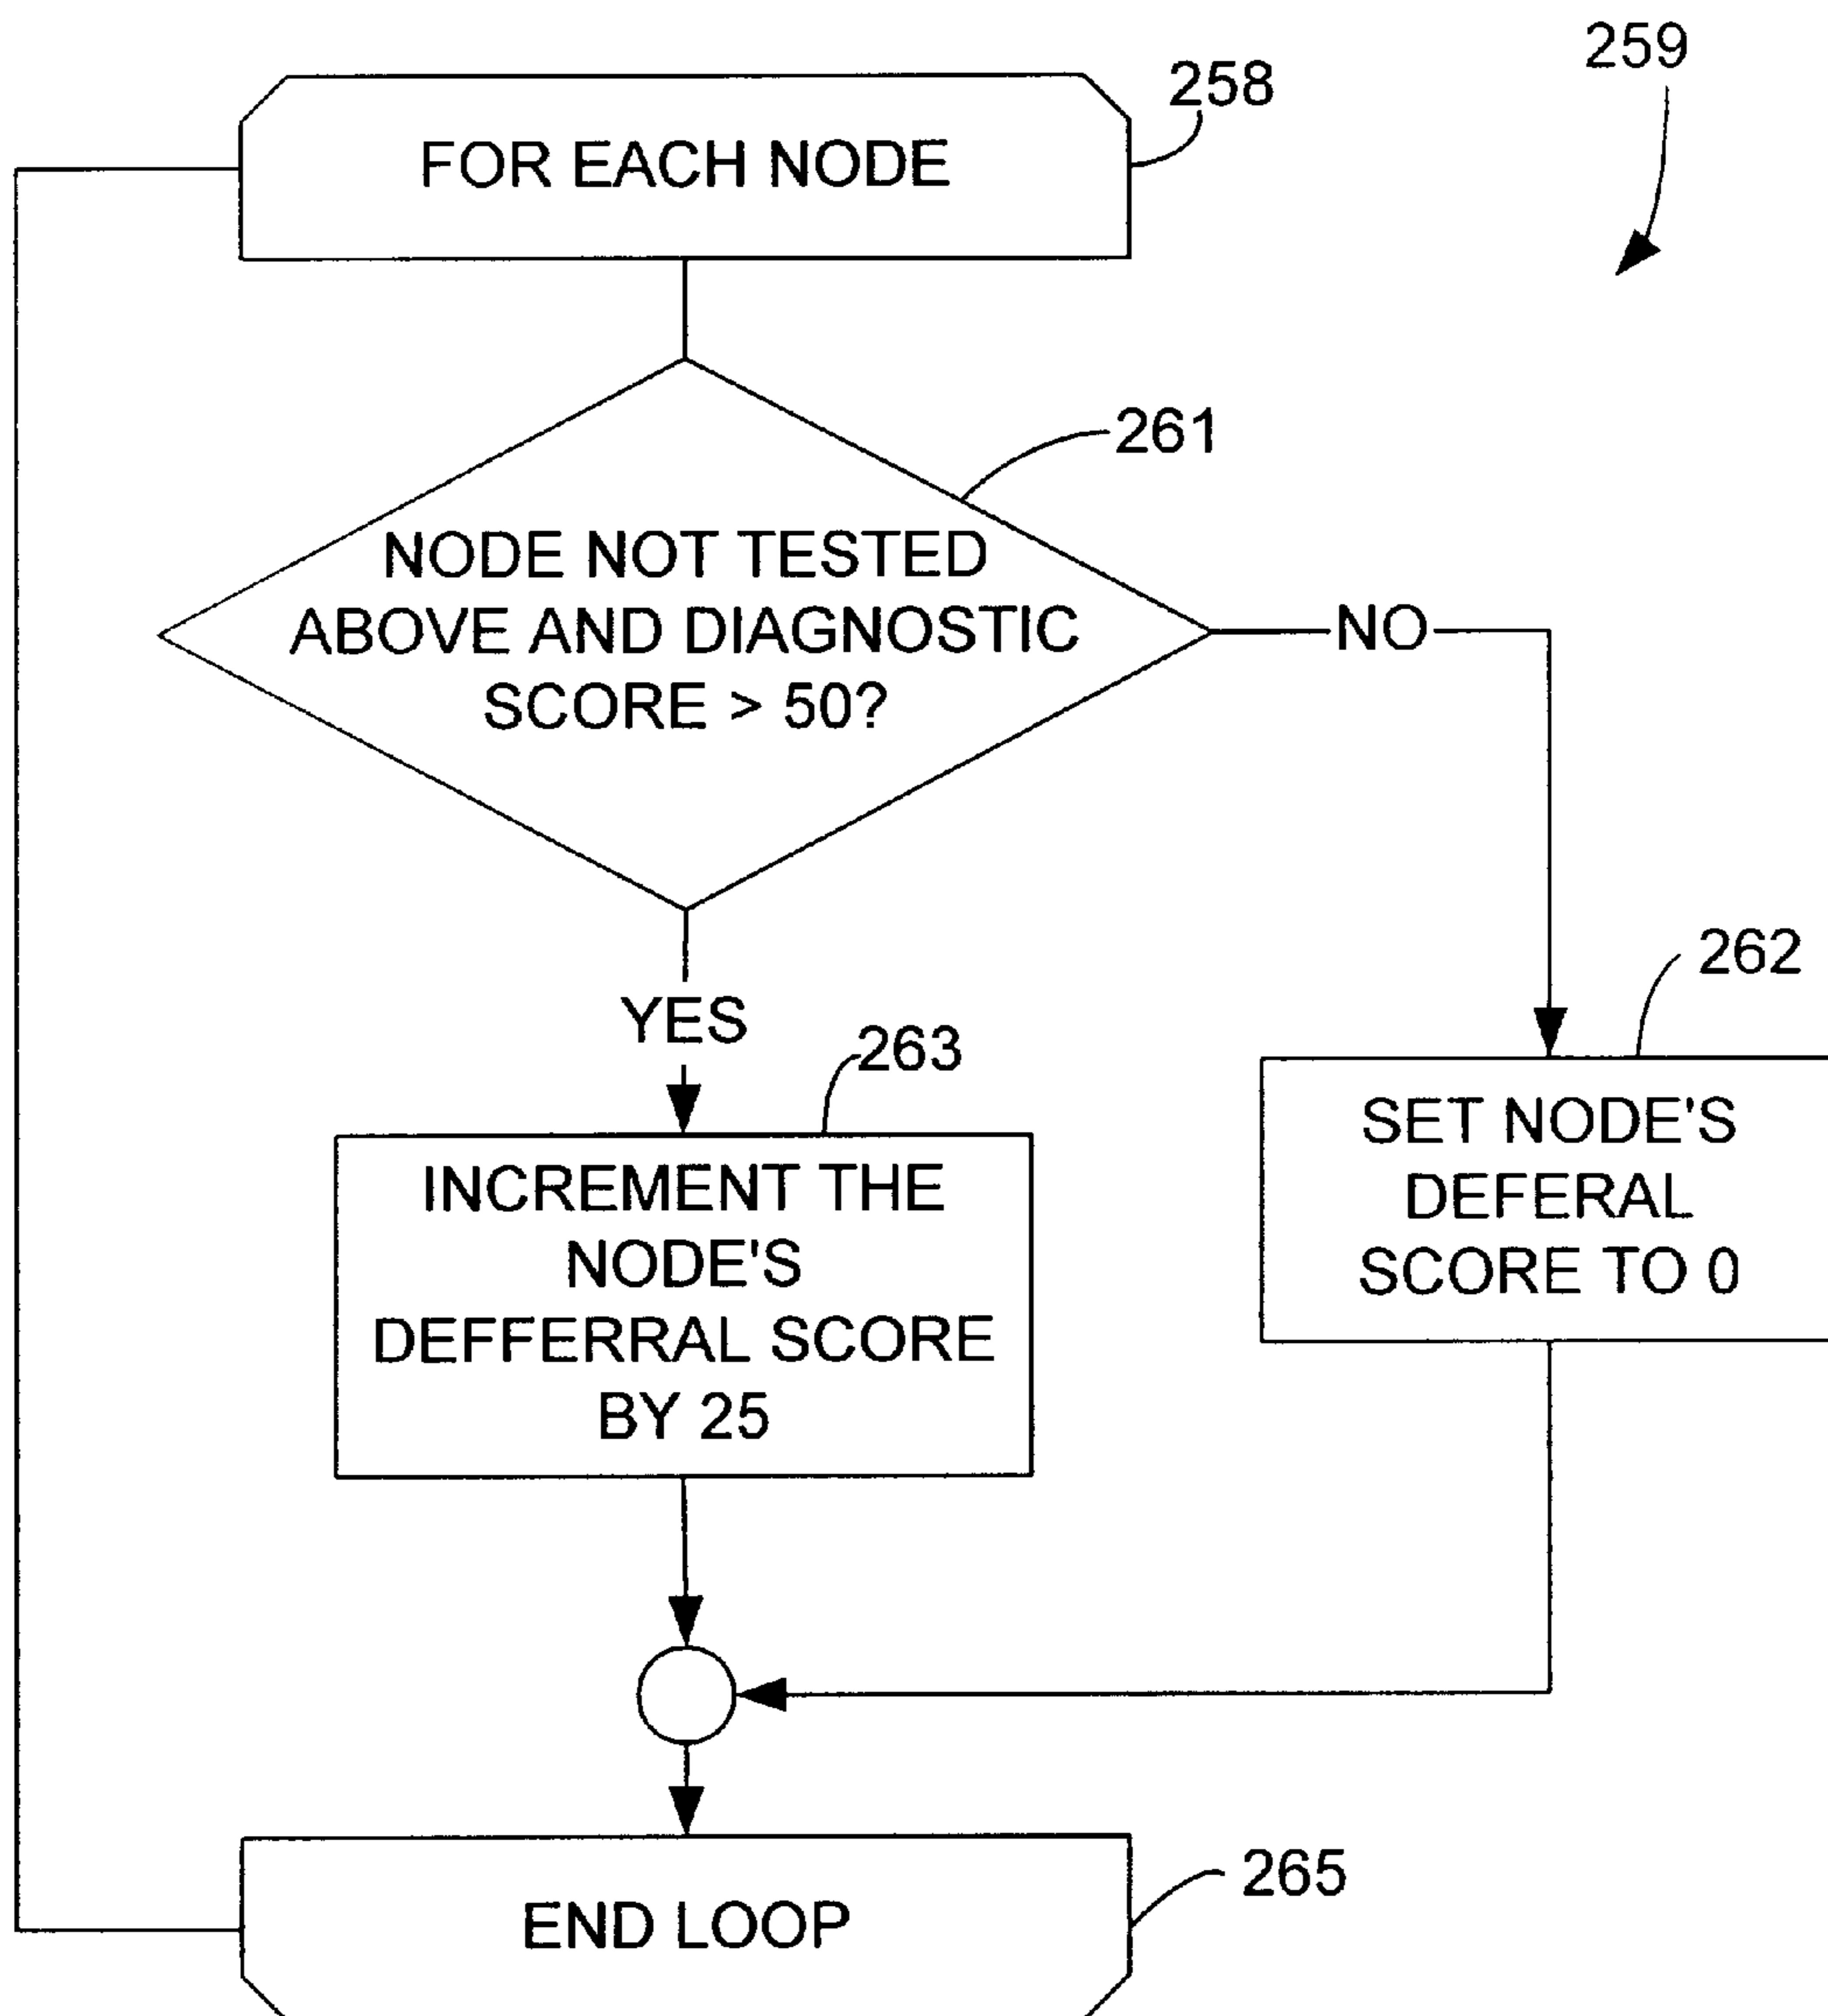 259
258
FOR EACH NODE
261
NODE NOT TESTED
ABOVE AND DIAGNOSTIC
SCORE > 50?
NO
YES
262
263
SET NODE'S
DEFERAL
SCORE TO 0
INCREMENT THE
NODE'S
DEFFERRAL SCORE
BY 25
265
END LOOP